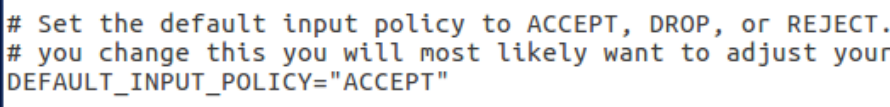 # Set the default input policy to ACCEPT, DROP, or REJECT.
# you change this you will most likely want to adjust your
DEFAULT_INPUT_POLICY="ACCEPT"